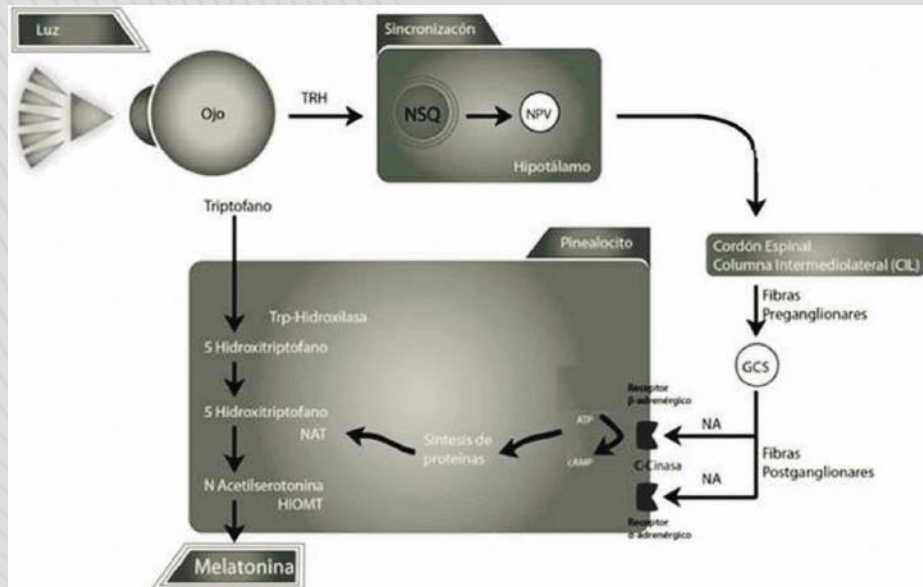 Luz
Ojo
TRH
Sincronizacón
NSQ
NPV
Hipotálamo
Triptofano
Pinealocito
Cordón Espinal
Columna Intermediolateral (CIL)
Fibras
Preganglionares
GCS
Trp-Hidroxilasa
5 Hidroxitriptofano
5 Hidroxitriptofano
NAT
Síntesis de
proteínas
ATP
cAMP
Receptor
β-adrenérgico
NA
C-Cinasa
NA
Fibras
Postganglionares
Receptor
α-adrenérgico
N Acetilserotonina
HIOMT
Melatonina